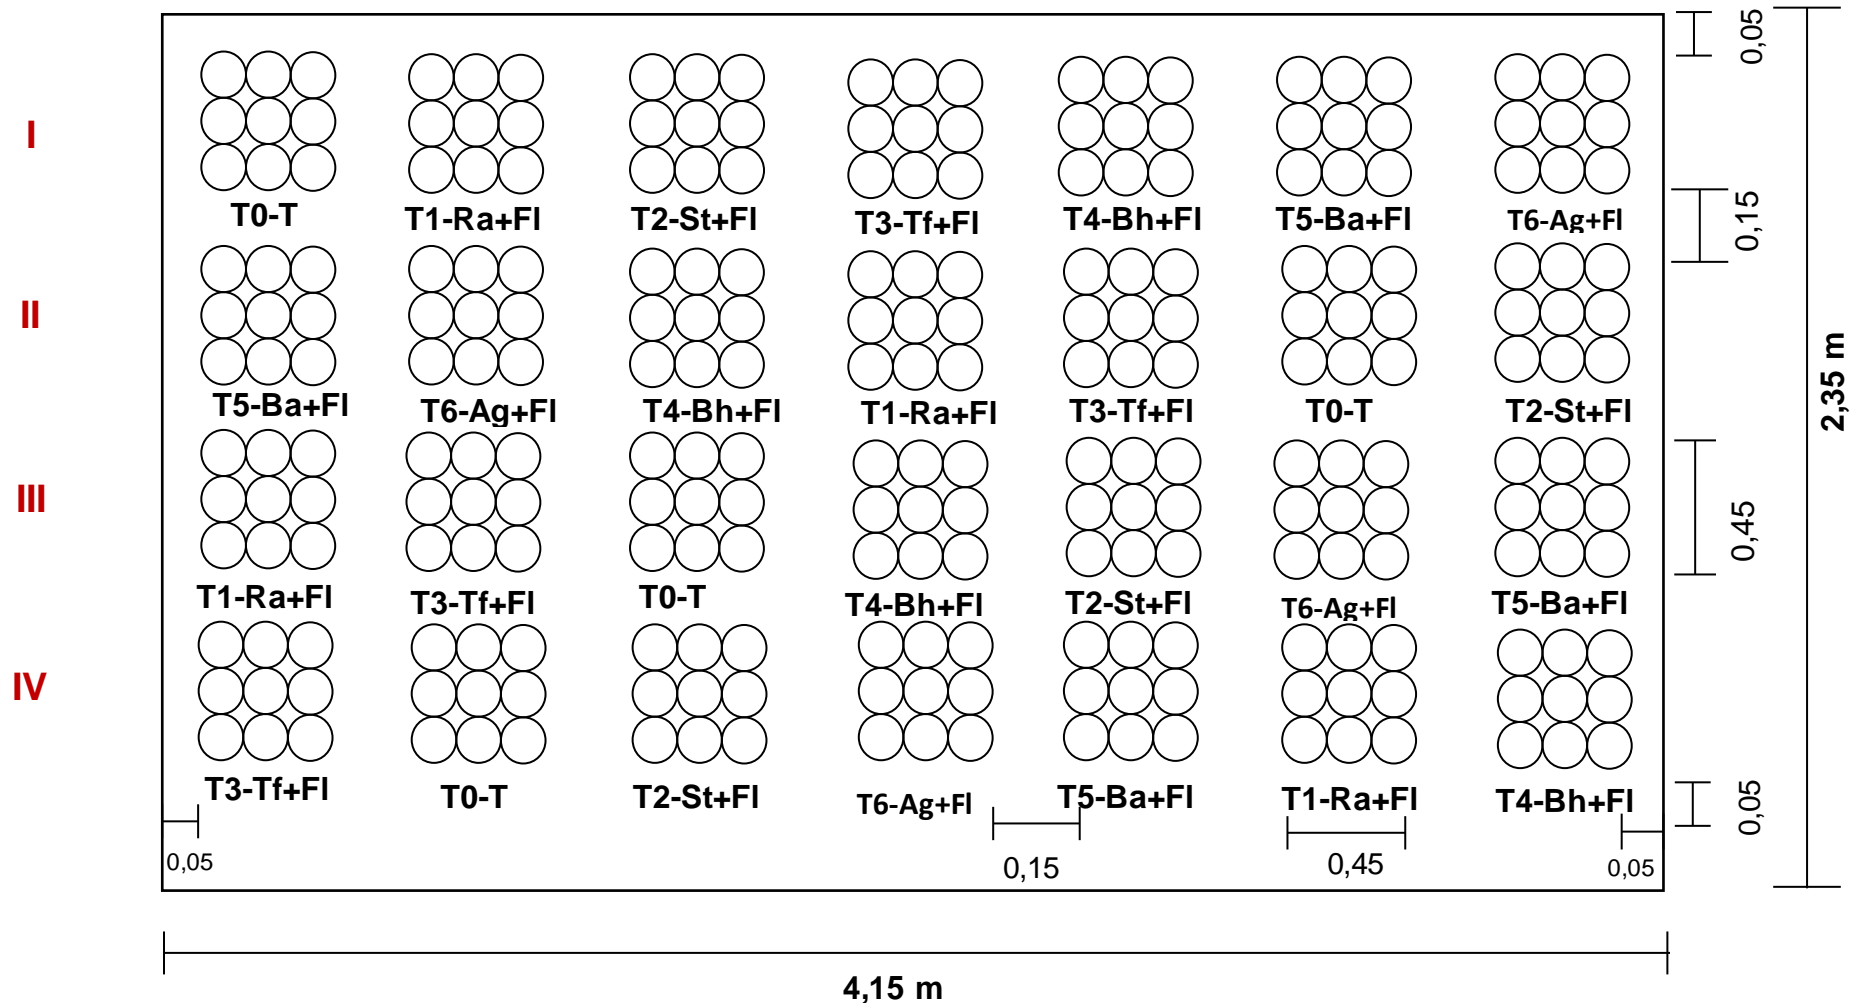 0,05
I
T0-T T1-Ra+Fl T2-St+Fl T3-Tf+Fl T4-Bh+Fl T5-Ba+Fl T6-Ag+Fl
0,15
II
T5-Ba+Fl T6-Ag+Fl T4-Bh+Fl T1-Ra+Fl T3-Tf+Fl T0-T T2-St+Fl
2,35 m
III
0,45
T1-Ra+Fl T3-Tf+Fl T0-T T4-Bh+Fl T2-St+Fl T6-Ag+Fl T5-Ba+Fl
IV
T3-Tf+Fl T0-T T2-St+Fl T6-Ag+Fl T5-Ba+Fl T1-Ra+Fl T4-Bh+Fl
0,05
0,05 0,15 0,45 0,05
4,15 m